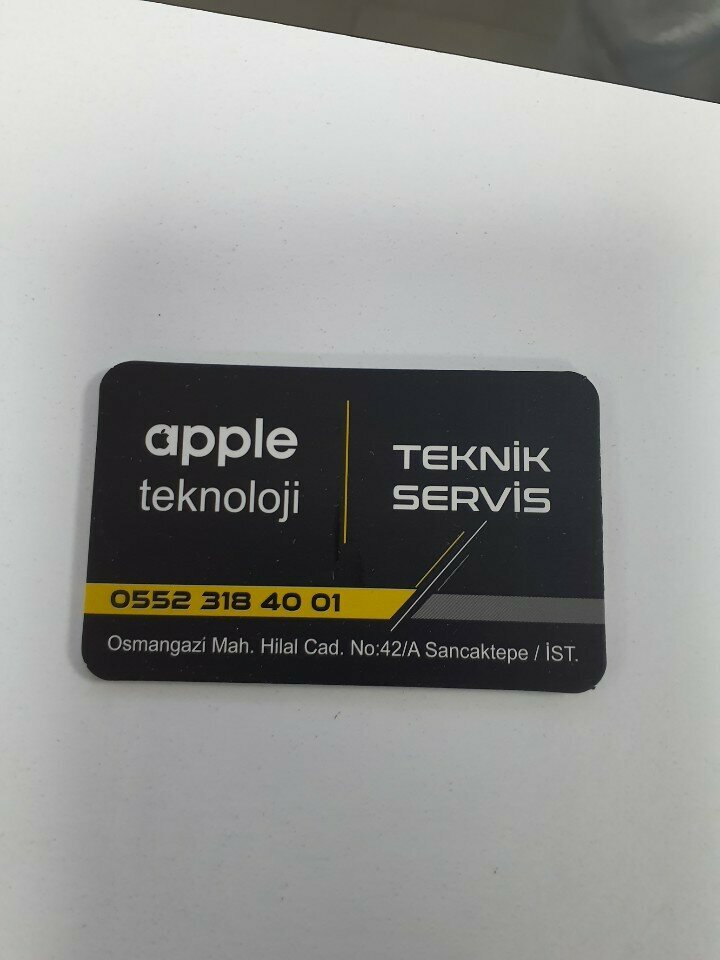 apple
teknoloji
TEKNİK
SERVİS
0552 318 40 01
Osmangazi Mah. Hilal Cad. No:42/A Sancaktepe / İST.